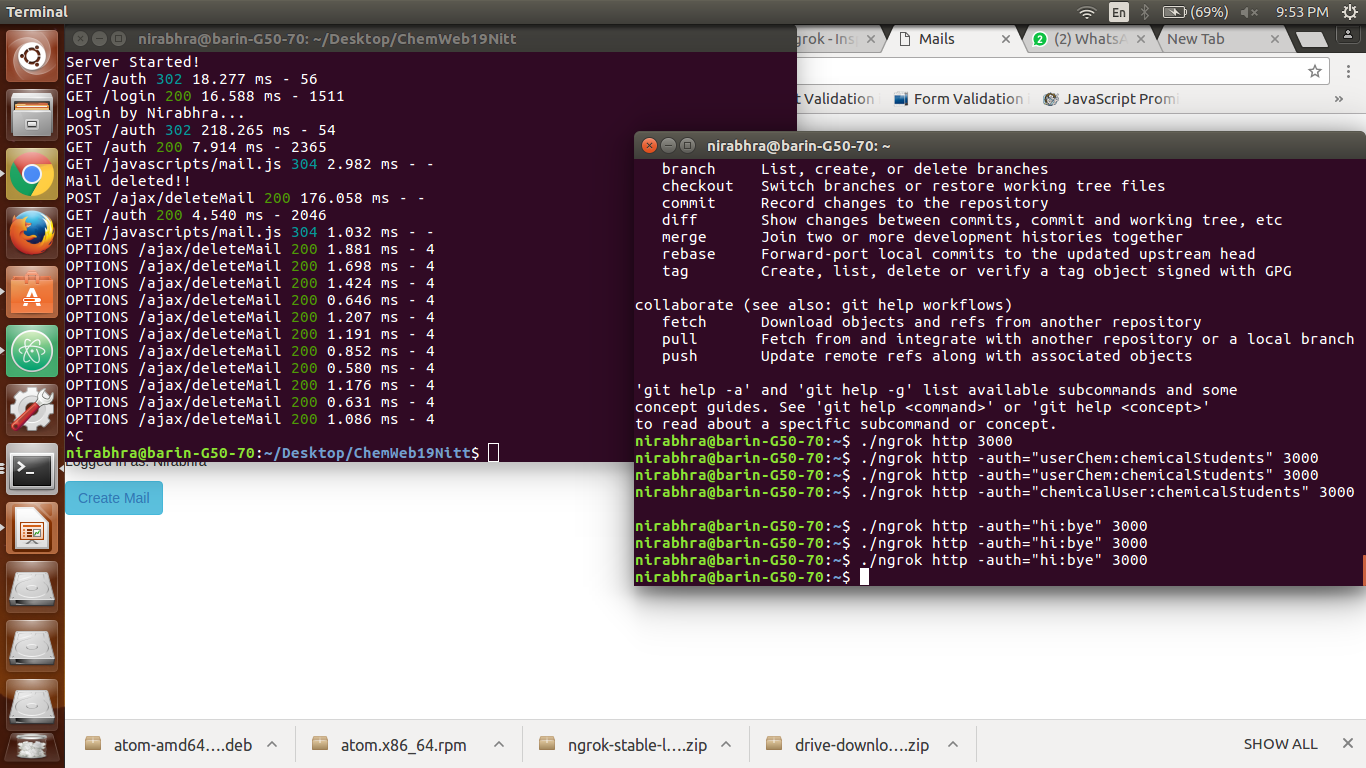 Terminal
En
(69%)
9:53 PM
nirabhra@barin-G50-70: ~/Desktop/ChemWeb19Nitt
Server Started!
GET /auth 302 18.277 ms - 56
GET /login 200 16.588 ms - 1511
Login by Nirabhra...
POST /auth 302 218.265 ms - 54
GET /auth 200 7.914 ms - 2365
GET /javascripts/mail.js 304 2.982 ms - -
Mail deleted!!
POST /ajax/deleteMail 200 176.058 ms - -
GET /auth 200 4.540 ms - 2046
GET /javascripts/mail.js 304 1.032 ms - -
OPTIONS /ajax/deleteMail 200 1.881 ms - 4
OPTIONS /ajax/deleteMail 200 1.698 ms - 4
OPTIONS /ajax/deleteMail 200 1.424 ms - 4
OPTIONS /ajax/deleteMail 200 0.646 ms - 4
OPTIONS /ajax/deleteMail 200 1.207 ms - 4
OPTIONS /ajax/deleteMail 200 1.191 ms - 4
OPTIONS /ajax/deleteMail 200 0.852 ms - 4
OPTIONS /ajax/deleteMail 200 0.580 ms - 4
OPTIONS /ajax/deleteMail 200 1.176 ms - 4
OPTIONS /ajax/deleteMail 200 0.631 ms - 4
OPTIONS /ajax/deleteMail 200 1.086 ms - 4
^C
nirabhra@barin-G50-70:~/Desktop/ChemWeb19Nitt$
Logged in as: Nirabhra
Create Mail
grok - Ins
Mails
(2) WhatsA
New Tab
t Validation
Form Validation
JavaScript Promi
»
nirabhra@barin-G50-70: ~
branch List, create, or delete branches
checkout Switch branches or restore working tree files
commit Record changes to the repository
diff Show changes between commits, commit and working tree, etc
merge Join two or more development histories together
rebase Forward-port local commits to the updated upstream head
tag Create, list, delete or verify a tag object signed with GPG
collaborate (see also: git help workflows)
fetch Download objects and refs from another repository
pull Fetch from and integrate with another repository or a local branch
push Update remote refs along with associated objects
'git help -a' and 'git help -g' list available subcommands and some
concept guides. See 'git help <command>' or 'git help <concept>'
to read about a specific subcommand or concept.
nirabhra@barin-G50-70:~$ ./ngrok http 3000
nirabhra@barin-G50-70:~$ ./ngrok http -auth="userChem:chemicalStudents" 3000
nirabhra@barin-G50-70:~$ ./ngrok http -auth="userChem:chemicalStudents" 3000
nirabhra@barin-G50-70:~$ ./ngrok http -auth="chemicalUser:chemicalStudents" 3000
nirabhra@barin-G50-70:~$ ./ngrok http -auth="hi:bye" 3000
nirabhra@barin-G50-70:~$ ./ngrok http -auth="hi:bye" 3000
nirabhra@barin-G50-70:~$ ./ngrok http -auth="hi:bye" 3000
nirabhra@barin-G50-70:~$
atom-amd64....deb
atom.x86_64.rpm
ngrok-stable-l....zip
drive-downlo....zip
SHOW ALL